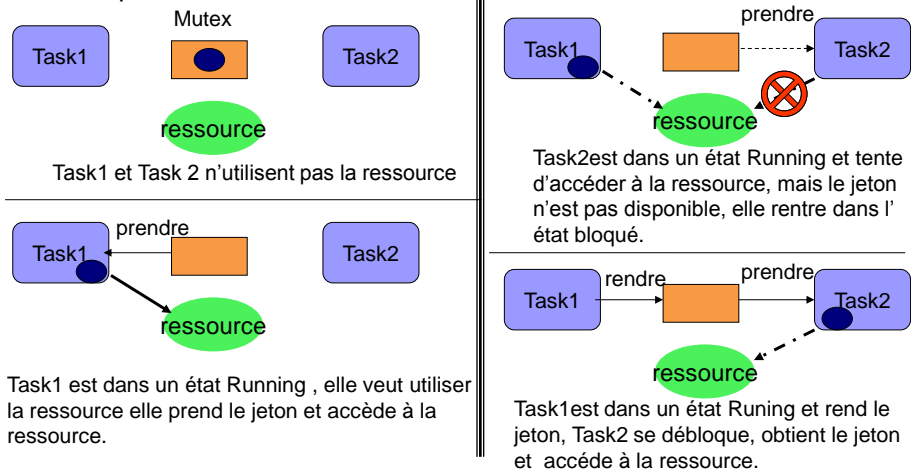 Mutex
Task1
Task2
ressource
Task1 et Task 2 n'utilisent pas la ressource
prendre
Task1
Task2
ressource
Task1 est dans un état Running , elle veut utiliser
la ressource elle prend le jeton et accède à la
ressource.
prendre
Task1
Task2
ressource
Task2est dans un état Running et tente
d'accéder à la ressource, mais le jeton
n'est pas disponible, elle rentre dans l'
état bloqué.
rendre
prendre
Task1
Task2
ressource
Task1est dans un état Runing et rend le
jeton, Task2 se débloque, obtient le jeton
et accéde à la ressource.